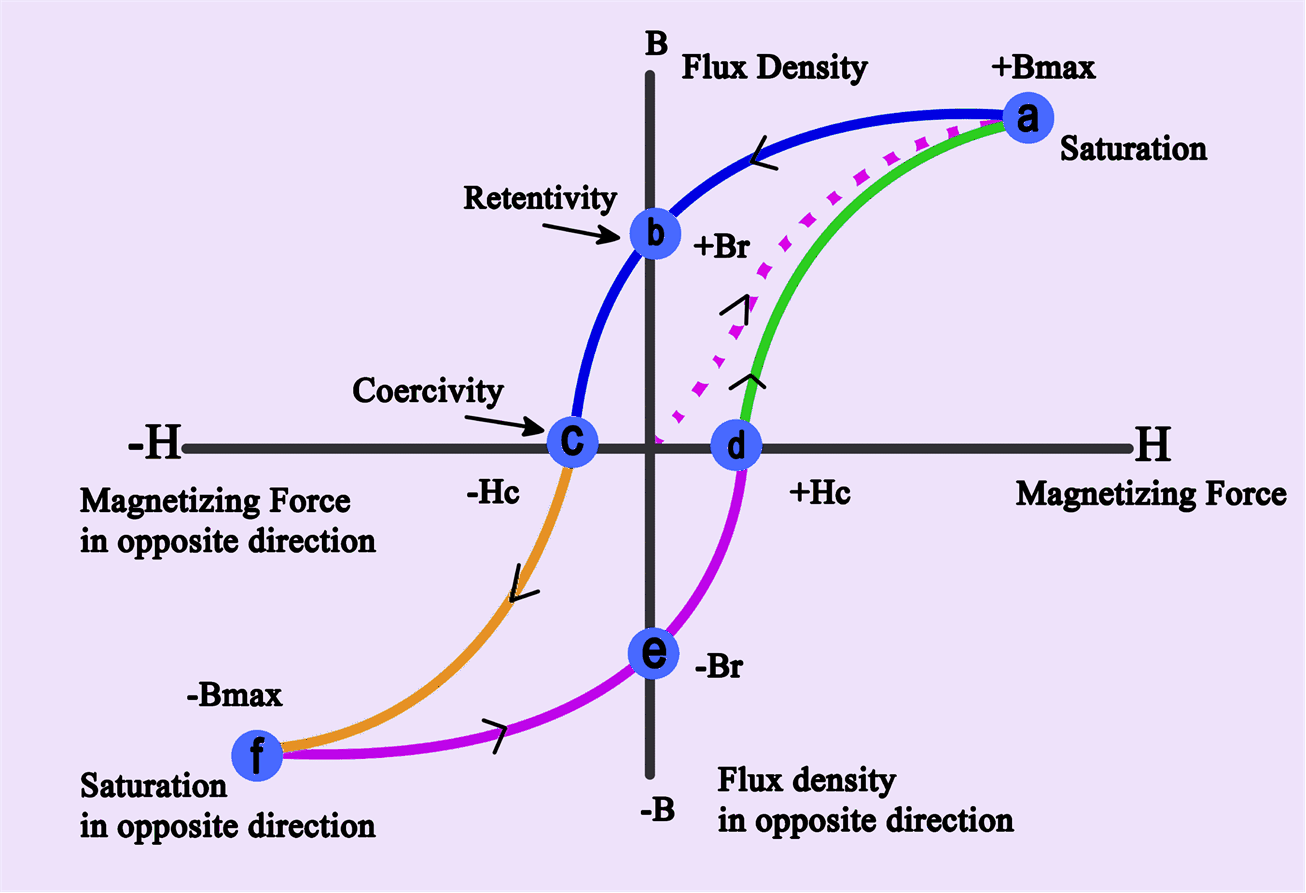 B
Flux Density
+Bmax
a
Saturation
Retentivity
b
+Br
Coercivity
-H
c
d
H
Magnetizing Force
in opposite direction
-Hc
+Hc
Magnetizing Force
e
-Br
-Bmax
f
Saturation
in opposite direction
-B
Flux density
in opposite direction